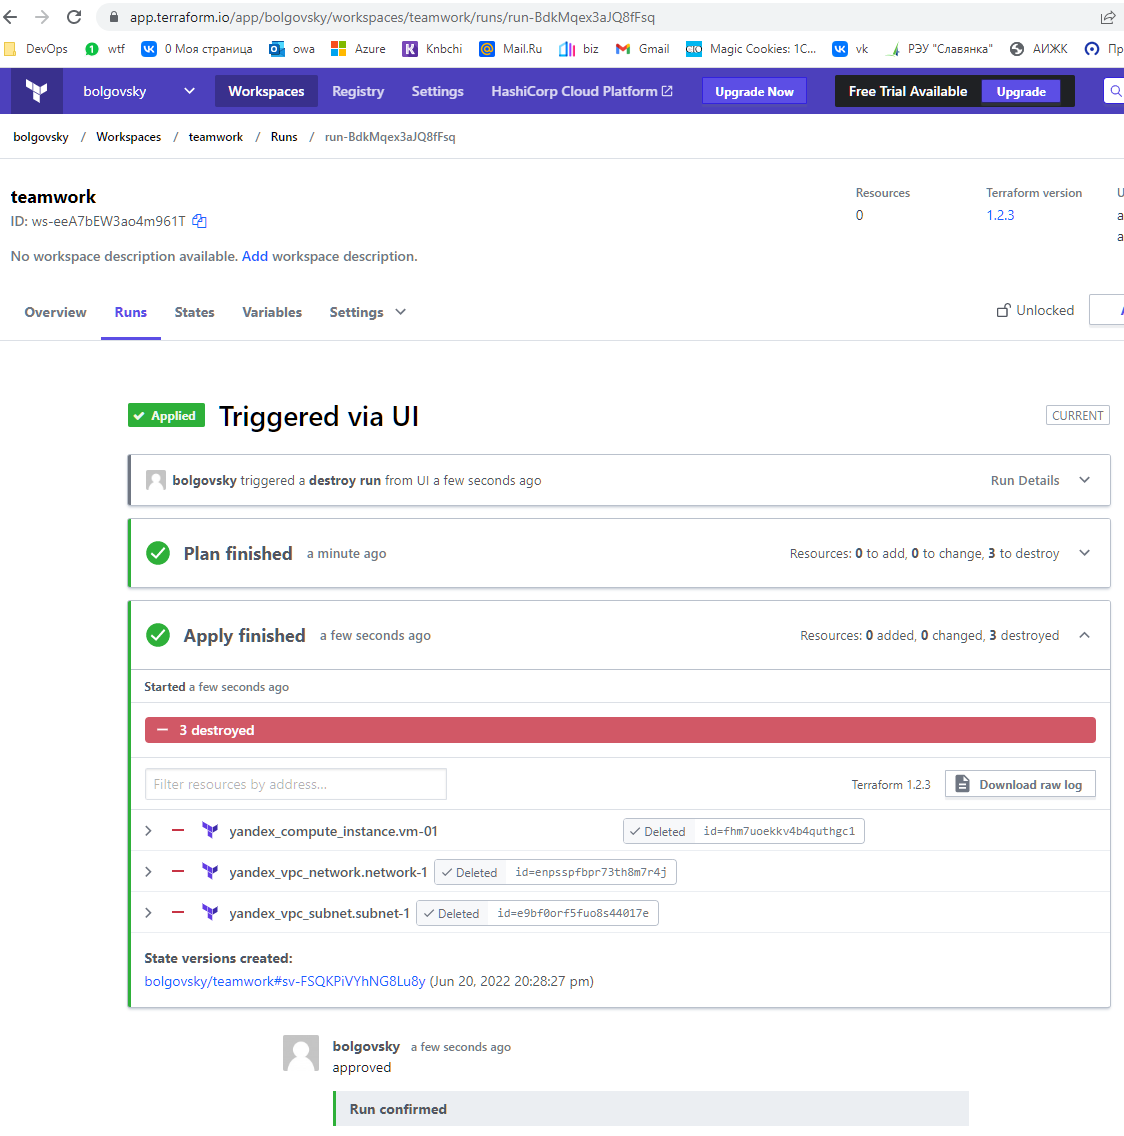 app.terraform.io/app/bolgovsky/workspaces/teamwork/runs/run-BdkMqex3aJQ8fFsq
DevOps wtf 0 Моя страница owa Azure Knbchi Mail.Ru biz Gmail Magic Cookies: 1С... vk РЭУ "Славянка" АИЖК Пр
bolgovsky Workspaces Registry Settings HashiCorp Cloud Platform Upgrade Now Free Trial Available Upgrade
bolgovsky / Workspaces / teamwork / Runs / run-BdkMqex3aJQ8fFsq
teamwork
Resources Terraform version U
ID: ws-eeA7bEW3ao4m961T
0 1.2.3 a
a
No workspace description available. Add workspace description.
Overview Runs States Variables Settings Unlocked A
Applied Triggered via UI CURRENT
bolgovsky triggered a destroy run from UI a few seconds ago Run Details
Plan finished a minute ago Resources: 0 to add, 0 to change, 3 to destroy
Apply finished a few seconds ago Resources: 0 added, 0 changed, 3 destroyed
Started a few seconds ago
3 destroyed
Filter resources by address... Terraform 1.2.3 Download raw log
yandex_compute_instance.vm-01 Deleted id=fhm7uoekkv4b4quthgc1
yandex_vpc_network.network-1 Deleted id=enpsspfbpr73th8m7r4j
yandex_vpc_subnet.subnet-1 Deleted id=e9bf0orf5fuo8s44017e
State versions created:
bolgovsky/teamwork#sv-FSQKPiVYhNG8Lu8y (Jun 20, 2022 20:28:27 pm)
bolgovsky a few seconds ago
approved
Run confirmed